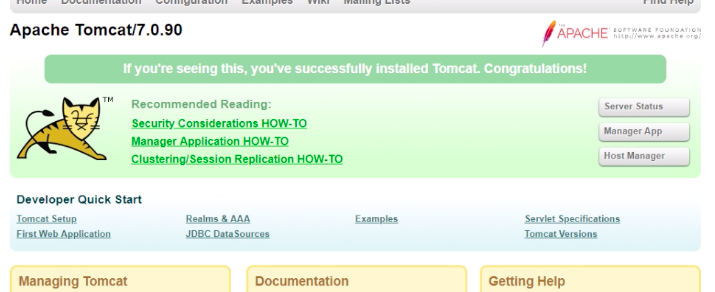 Home Documentation Configuration Examples Wiki Mailing Lists Find Help
Apache Tomcat/7.0.90
THE
APACHE SOFTWARE FOUNDATION
http://www.apache.org/
If you're seeing this, you've successfully installed Tomcat. Congratulations!
TM
Recommended Reading:
Security Considerations HOW-TO
Manager Application HOW-TO
Clustering/Session Replication HOW-TO
Server Status
Manager App
Host Manager
Developer Quick Start
Tomcat Setup
First Web Application
Realms & AAA
JDBC DataSources
Examples
Servlet Specifications
Tomcat Versions
Managing Tomcat
Documentation
Getting Help